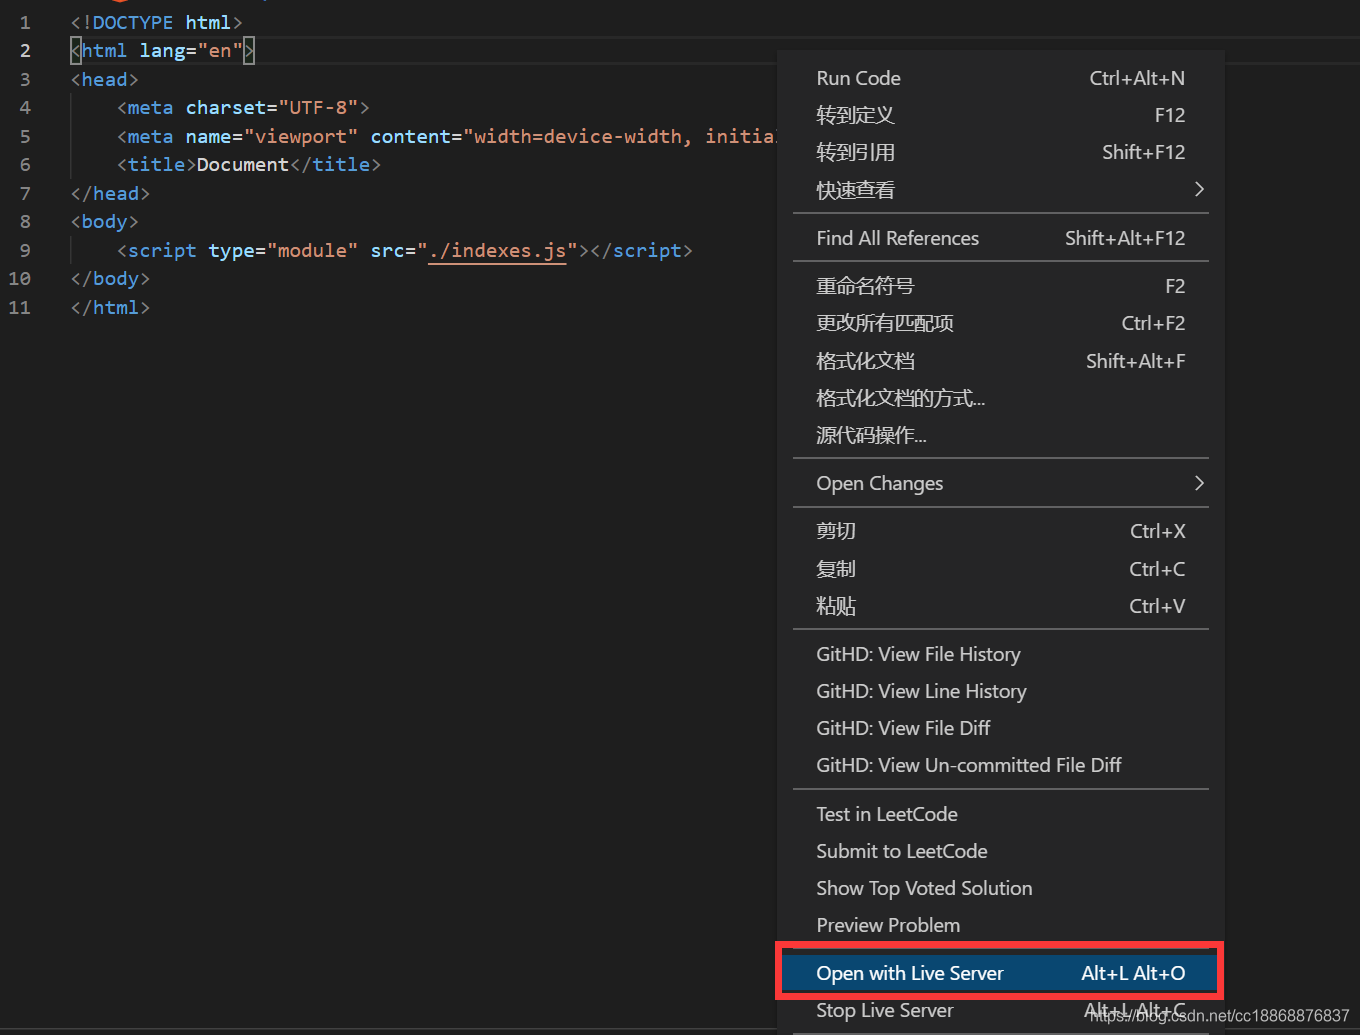 1 <!DOCTYPE html>
2 <html lang="en">
3 <head>
4 <meta charset="UTF-8">
5 <meta name="viewport" content="width=device-width,
6 <title>Document</title>
7 </head>
8 <body>
9 <script type="module" src="./indexes.js"></script>
10 </body>
11 </html>
Run Code Ctrl+Alt+N
转到定义 F12
转到引用 Shift+F12
快速查看
Find All References Shift+Alt+F12
重命名符号 F2
更改所有匹配项 Ctrl+F2
格式化文档 Shift+Alt+F
格式化文档的方式...
源代码操作...
Open Changes
剪切 Ctrl+X
复制 Ctrl+C
粘贴 Ctrl+V
GitHD: View File History
GitHD: View Line History
GitHD: View File Diff
GitHD: View Un-committed File Diff
Test in LeetCode
Submit to LeetCode
Show Top Voted Solution
Preview Problem
Open with Live Server Alt+L Alt+O
Stop Live Server Alt+L Alt+C
https://blog.csdn.net/cc18868876837